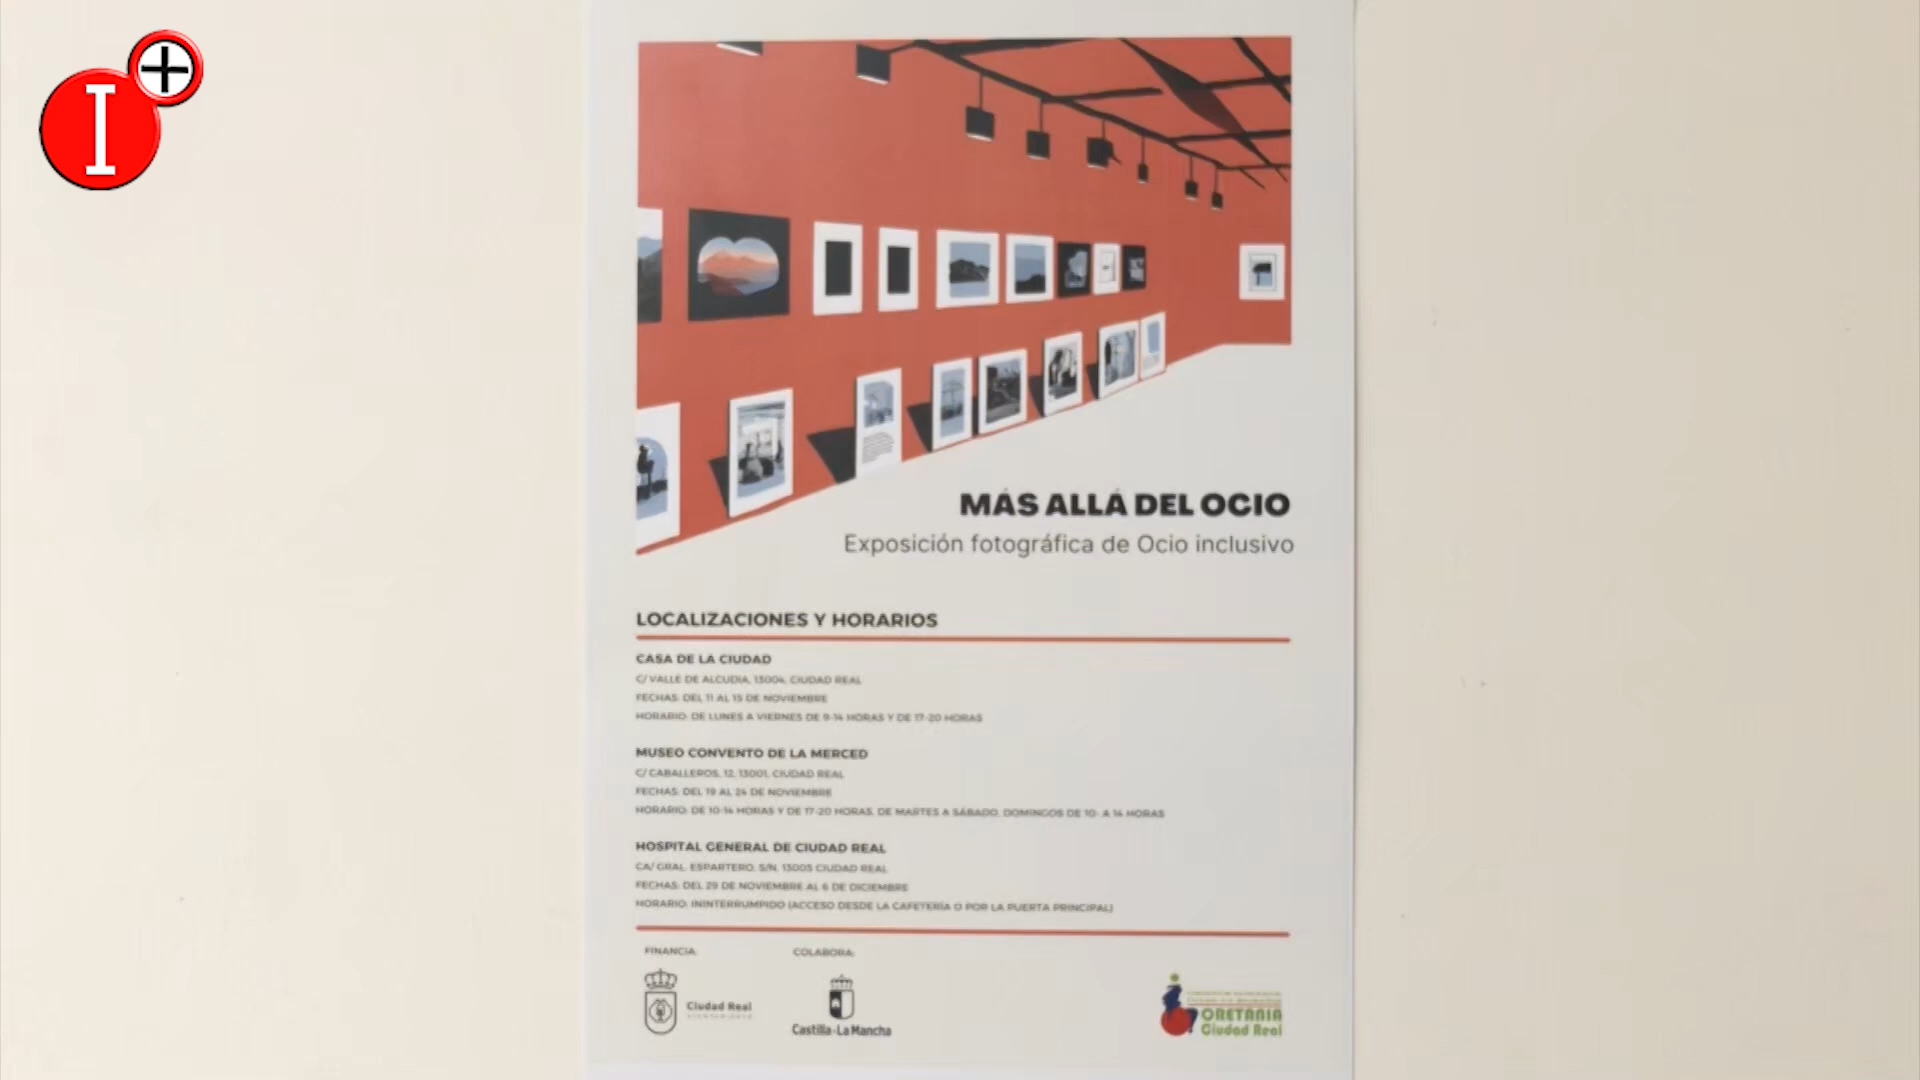 I+
MÁS ALLÁ DEL OCIO
Exposición fotográfica de Ocio inclusivo
LOCALIZACIONES Y HORARIOS
CASA DE LA CIUDAD
C/ VALLE DE ALCUDIA, 13004, CIUDAD REAL
FECHAS: DEL 11 AL 15 DE NOVIEMBRE
HORARIO: DE LUNES A VIERNES DE 9-14 HORAS Y DE 17-20 HORAS
MUSEO CONVENTO DE LA MERCED
C/ CABALLEROS, 12, 13001, CIUDAD REAL
FECHAS: DEL 19 AL 24 DE NOVIEMBRE
HORARIO: DE 10-14 HORAS Y DE 17-20 HORAS, DE MARTES A SÁBADO, DOMINGOS DE 10- A 14 HORAS
HOSPITAL GENERAL DE CIUDAD REAL
CA/ GRAL. ESPARTERO, S/N, 13005 CIUDAD REAL
FECHAS: DEL 29 DE NOVIEMBRE AL 6 DE DICIEMBRE
HORARIO: ININTERRUMPIDO (ACCESO DESDE LA CAFETERÍA O POR LA PUERTA PRINCIPAL)
FINANCIA:
COLABORA:
Ciudad Real
AYUNTAMIENTO
Castilla-La Mancha
ORETANIA
Ciudad Real